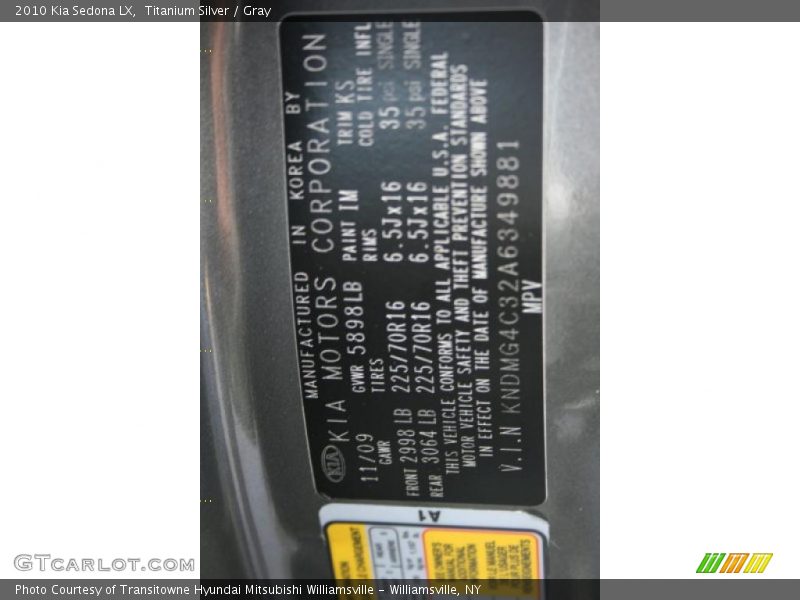 2010 Kia Sedona LX, Titanium Silver / Gray
MANUFACTURED IN KOREA BY
KIA KIA MOTORS CORPORATION
11/09 GVWR 5898LB PAINT IM TRIM KS
GAWR TIRES RIMS COLD TIRE INFL
FRONT 2998 LB 225/70R16 6.5Jx16 35 psi SINGLE
REAR 3064 LB 225/70R16 6.5Jx16 35 psi SINGLE
THIS VEHICLE CONFORMS TO ALL APPLICABLE U.S.A. FEDERAL
MOTOR VEHICLE SAFETY AND THEFT PREVENTION STANDARDS
IN EFFECT ON THE DATE OF MANUFACTURE SHOWN ABOVE
V.I.N KNDMG4C32A6349881
MPV
A1
GTCARLOT.COM
Photo Courtesy of Transitowne Hyundai Mitsubishi Williamsville - Williamsville, NY